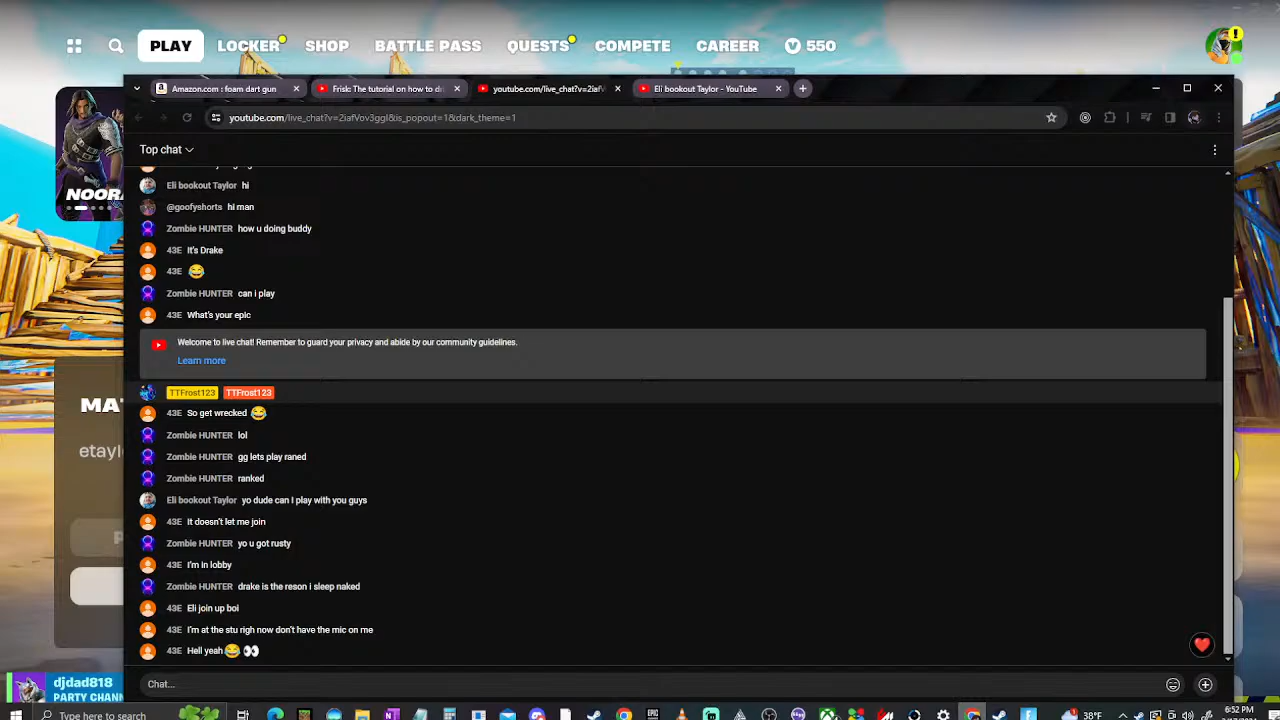 PLAY LOCKER SHOP BATTLE PASS QUESTS COMPETE CAREER 550
Amazon.com : foam dart gun
Frisk: The tutorial on how to dr
youtube.com/live_chat?v=2iafV
Eli bookout Taylor - YouTube
youtube.com/live_chat?v=2iafVov3ggI&is_popout=1&dark_theme=1
Top chat
NOOR
Eli bookout Taylor hi
@goofyshorts hi man
Zombie HUNTER how u doing buddy
43E It's Drake
43E 😂
Zombie HUNTER can i play
43E What's your epic
Welcome to live chat! Remember to guard your privacy and abide by our community guidelines.
Learn more
TTFrost123 TTFrost123
43E So get wrecked 😂
Zombie HUNTER lol
Zombie HUNTER gg lets play raned
Zombie HUNTER ranked
Eli bookout Taylor yo dude can I play with you guys
43E It doesn't let me join
Zombie HUNTER yo u got rusty
43E I'm in lobby
Zombie HUNTER drake is the reson i sleep naked
43E Eli join up boi
43E I'm at the stu righ now don't have the mic on me
43E Hell yeah 😂 👀
Chat...
MAT
etayl
djdad818
PARTY CHANN
Type here to search
38°F
6:52 PM